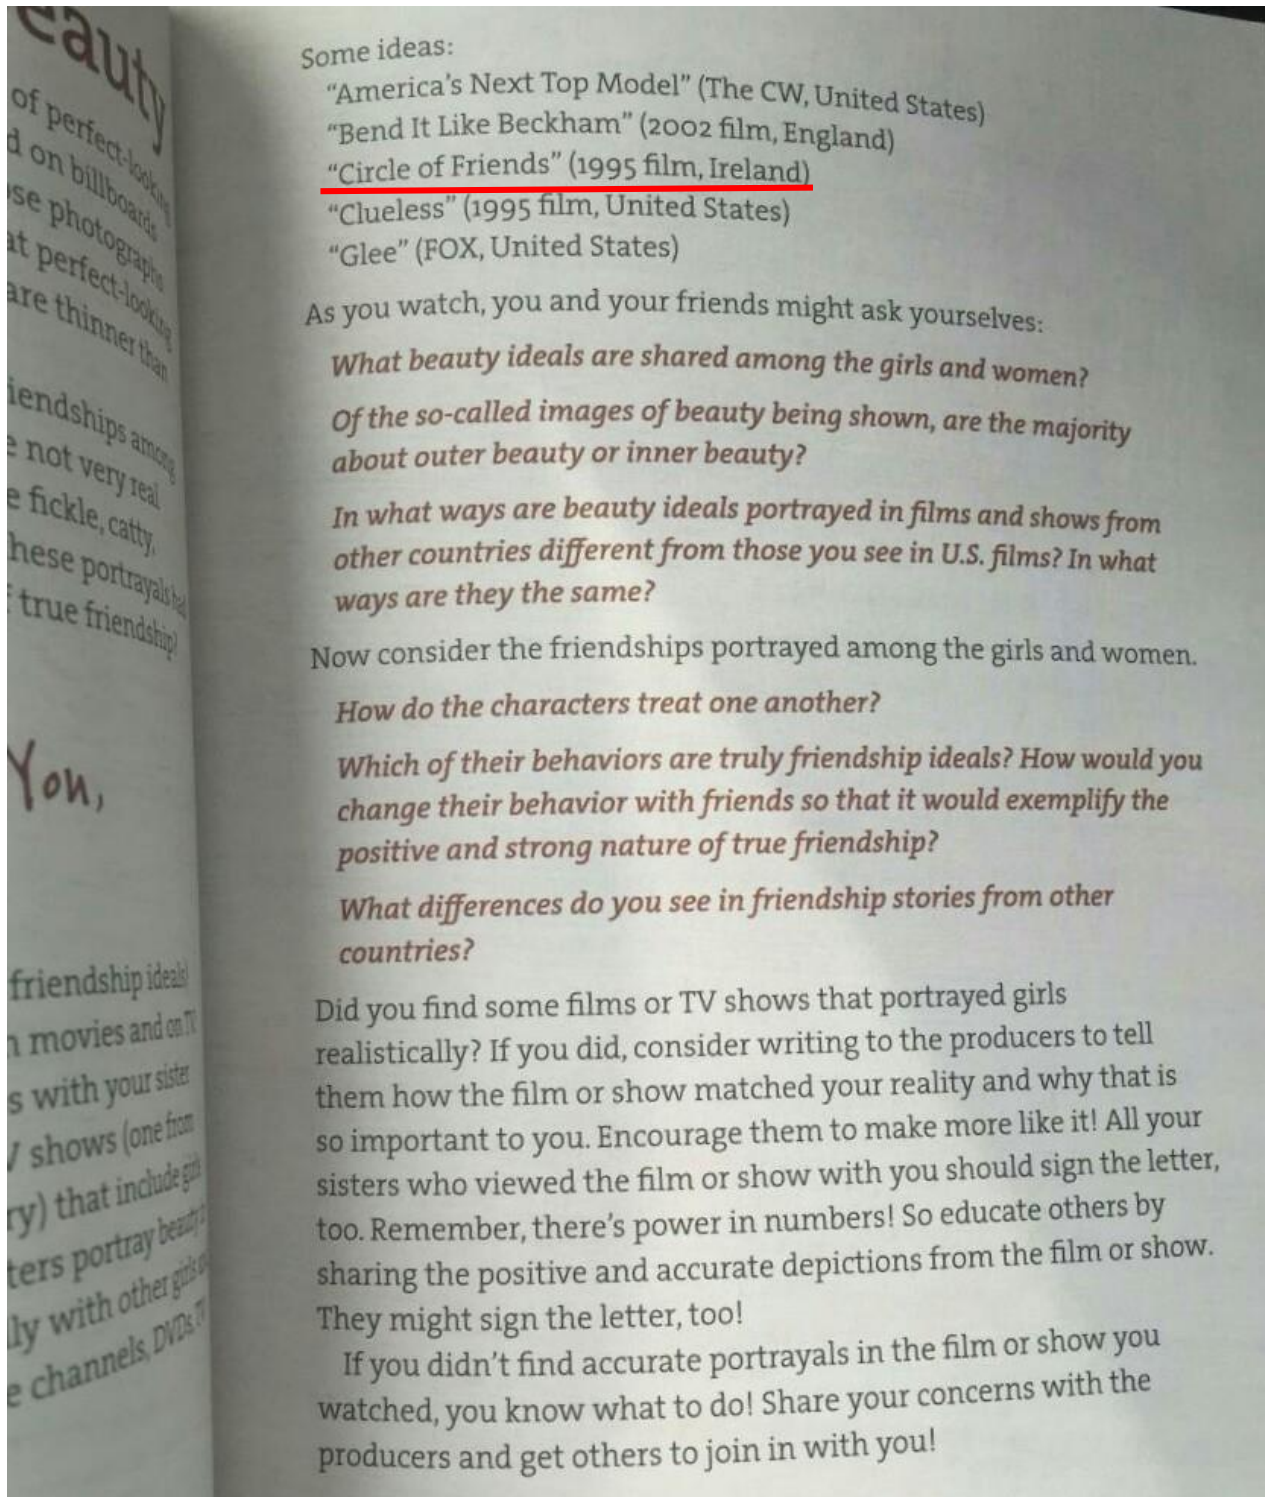 eauty
of perfect-looking
d on billboards
se photographs
at perfect-looking
are thinner than
iendships among
e not very real
e fickle, catty,
hese portrayals
f true friendship?
You,
friendship ideals
n movies and on TV
s with your sister
V shows (one from
ry) that include girls
ters portray beauty
ly with other girls
e channels, DVDs, TV
Some ideas:
“America’s Next Top Model” (The CW, United States)
“Bend It Like Beckham” (2002 film, England)
“Circle of Friends” (1995 film, Ireland)
“Clueless” (1995 film, United States)
“Glee” (FOX, United States)
As you watch, you and your friends might ask yourselves:
What beauty ideals are shared among the girls and women?
Of the so-called images of beauty being shown, are the majority
about outer beauty or inner beauty?
In what ways are beauty ideals portrayed in films and shows from
other countries different from those you see in U.S. films? In what
ways are they the same?
Now consider the friendships portrayed among the girls and women.
How do the characters treat one another?
Which of their behaviors are truly friendship ideals? How would you
change their behavior with friends so that it would exemplify the
positive and strong nature of true friendship?
What differences do you see in friendship stories from other
countries?
Did you find some films or TV shows that portrayed girls
realistically? If you did, consider writing to the producers to tell
them how the film or show matched your reality and why that is
so important to you. Encourage them to make more like it! All your
sisters who viewed the film or show with you should sign the letter,
too. Remember, there’s power in numbers! So educate others by
sharing the positive and accurate depictions from the film or show.
They might sign the letter, too!
If you didn’t find accurate portrayals in the film or show you
watched, you know what to do! Share your concerns with the
producers and get others to join in with you!